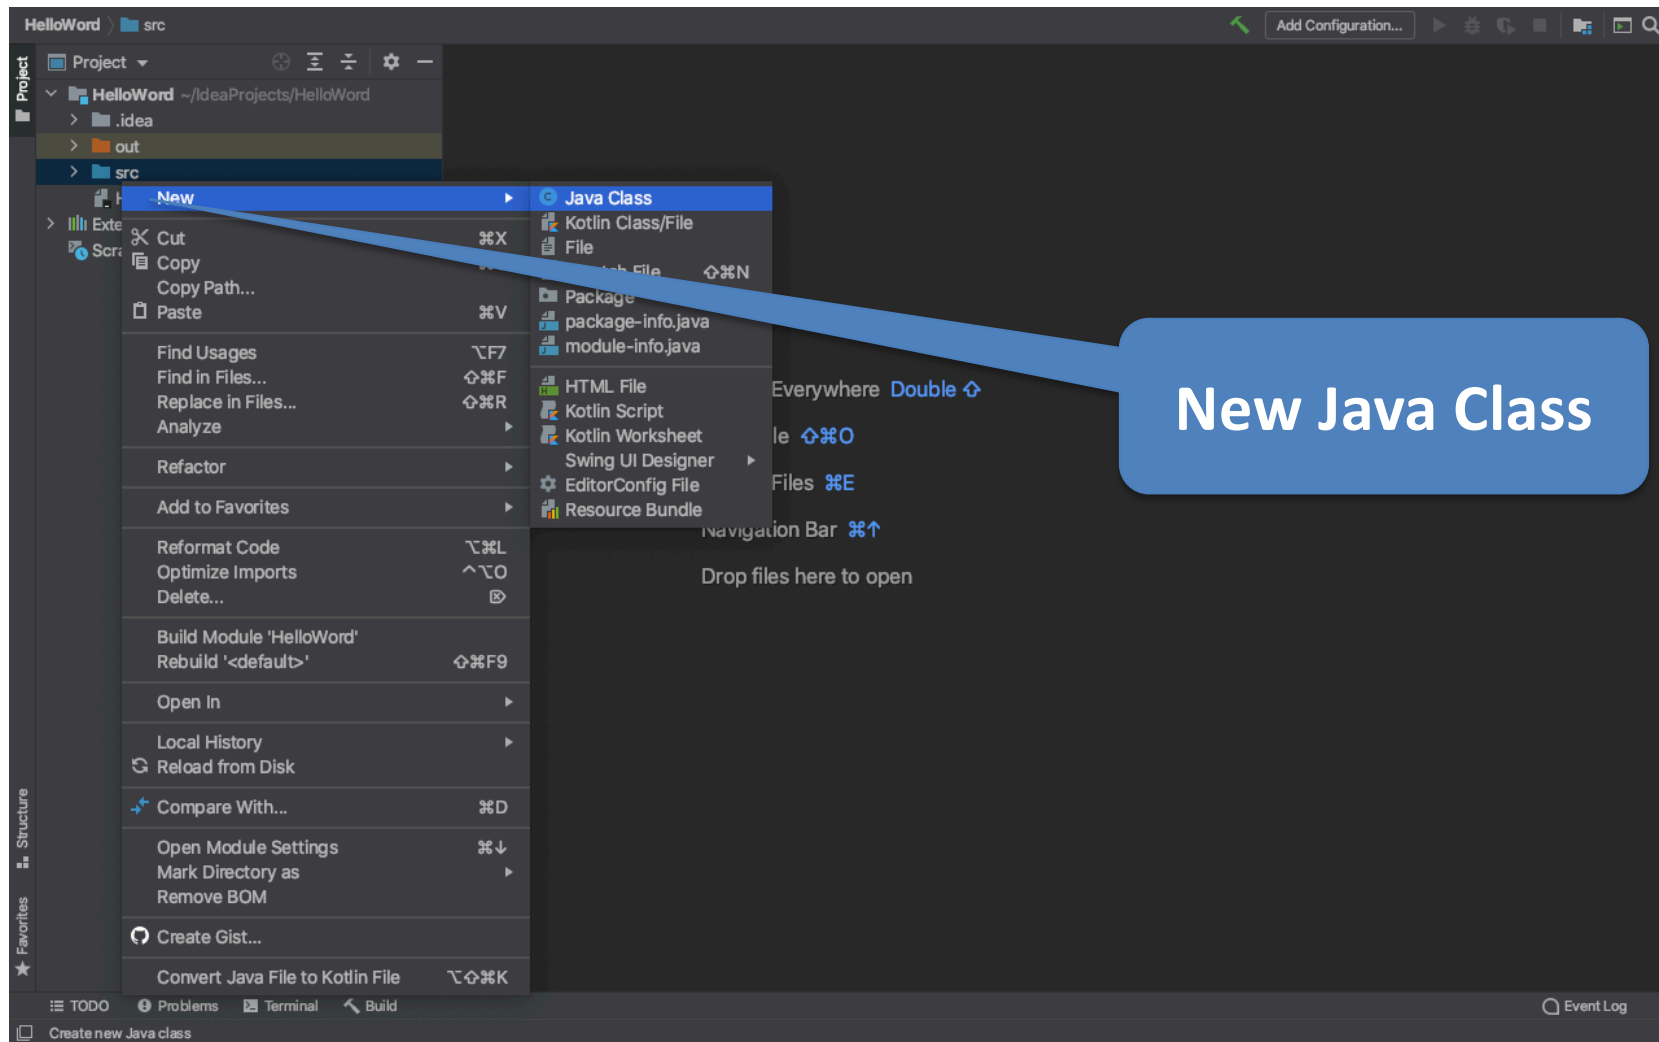 HelloWord src
Add Configuration...
Project
Project
HelloWord ~/IdeaProjects/HelloWord
.idea
out
src
H
Exte
Scra
New
Cut ⌘X
Copy
Copy Path...
Paste ⌘V
Find Usages ⌥F7
Find in Files... ⇧⌘F
Replace in Files... ⇧⌘R
Analyze
Refactor
Add to Favorites
Reformat Code ⌥⌘L
Optimize Imports ^⌥O
Delete... ⌦
Build Module 'HelloWord'
Rebuild '<default>' ⇧⌘F9
Open In
Local History
Reload from Disk
Compare With... ⌘D
Open Module Settings ⌘↓
Mark Directory as
Remove BOM
Create Gist...
Convert Java File to Kotlin File ⌥⇧⌘K
Java Class
Kotlin Class/File
File
File ⇧⌘N
Package
package-info.java
module-info.java
HTML File
Kotlin Script
Kotlin Worksheet
Swing UI Designer
EditorConfig File
Resource Bundle
Everywhere Double ⇧
le ⇧⌘O
Files ⌘E
Navigation Bar ⌘↑
Drop files here to open
New Java Class
Structure
Favorites
TODO Problems Terminal Build
Event Log
Create new Java class